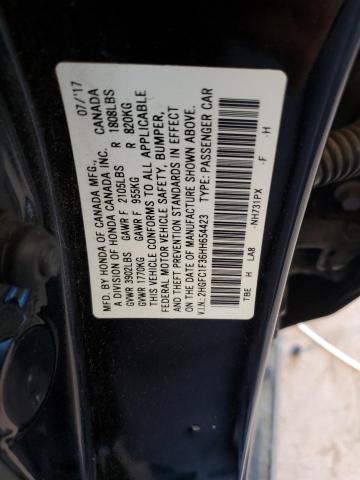 MFD. BY HONDA OF CANADA MFG., 07/'17
A DIVISION OF HONDA CANADA INC. CANADA
GVWR 3902LBS GAWR F 2105LBS R 1808LBS
GVWR 1770KG GAWR F 955KG R 820KG
THIS VEHICLE CONFORMS TO ALL APPLICABLE
FEDERAL MOTOR VEHICLE SAFETY, BUMPER,
AND THEFT PREVENTION STANDARDS IN EFFECT
ON THE DATE OF MANUFACTURE SHOWN ABOVE.
V.I.N.: 2HGFC1F36HH654423 TYPE: PASSENGER CAR
NH731PX -F -H
TBE H LA8